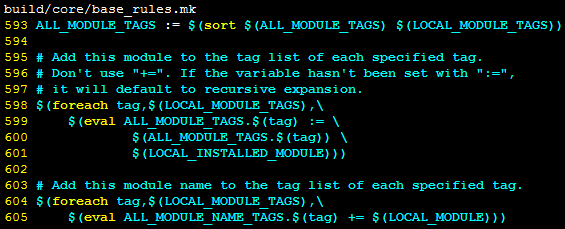 build/core/base_rules.mk
593 ALL_MODULE_TAGS := $(sort $(ALL_MODULE_TAGS) $(LOCAL_MODULE_TAGS))
594
595 # Add this module to the tag list of each specified tag.
596 # Don't use "+=". If the variable hasn't been set with ":=",
597 # it will default to recursive expansion.
598 $(foreach tag,$(LOCAL_MODULE_TAGS),\
599     $(eval ALL_MODULE_TAGS.$(tag) := \
600             $(ALL_MODULE_TAGS.$(tag)) \
601             $(LOCAL_INSTALLED_MODULE)))
602
603 # Add this module name to the tag list of each specified tag.
604 $(foreach tag,$(LOCAL_MODULE_TAGS),\
605     $(eval ALL_MODULE_NAME_TAGS.$(tag) += $(LOCAL_MODULE)))